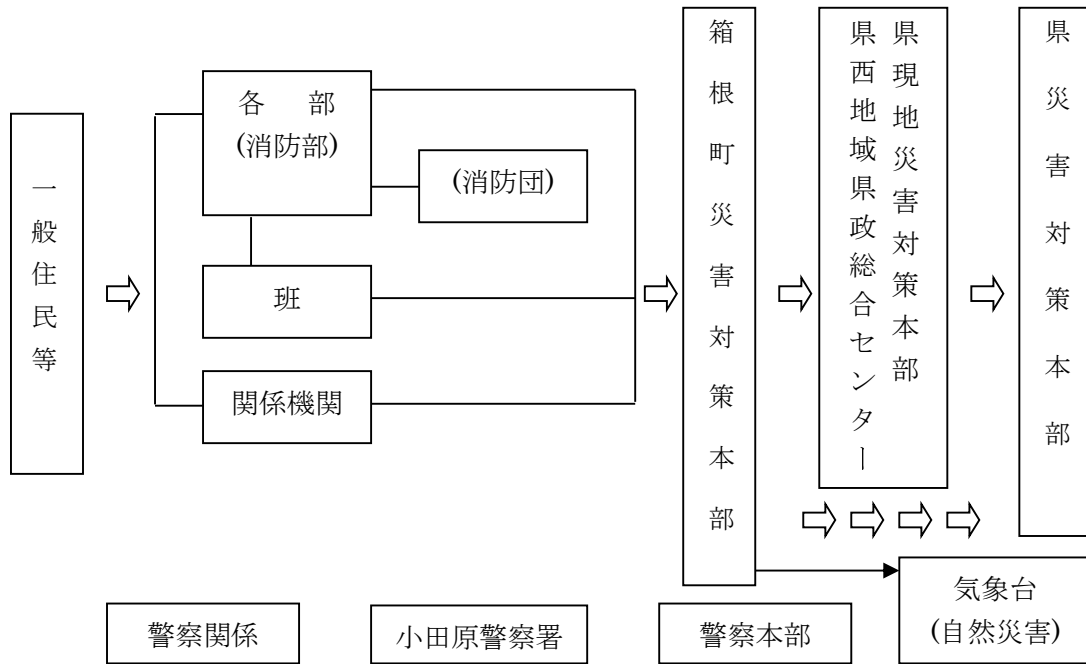 一般住民等
各　部
(消防部)
(消防団)
班
関係機関
箱根町災害対策本部
県現地災害対策本部
県西地域県政総合センター
県災害対策本部
気象台
(自然災害)
警察関係
小田原警察署
警察本部